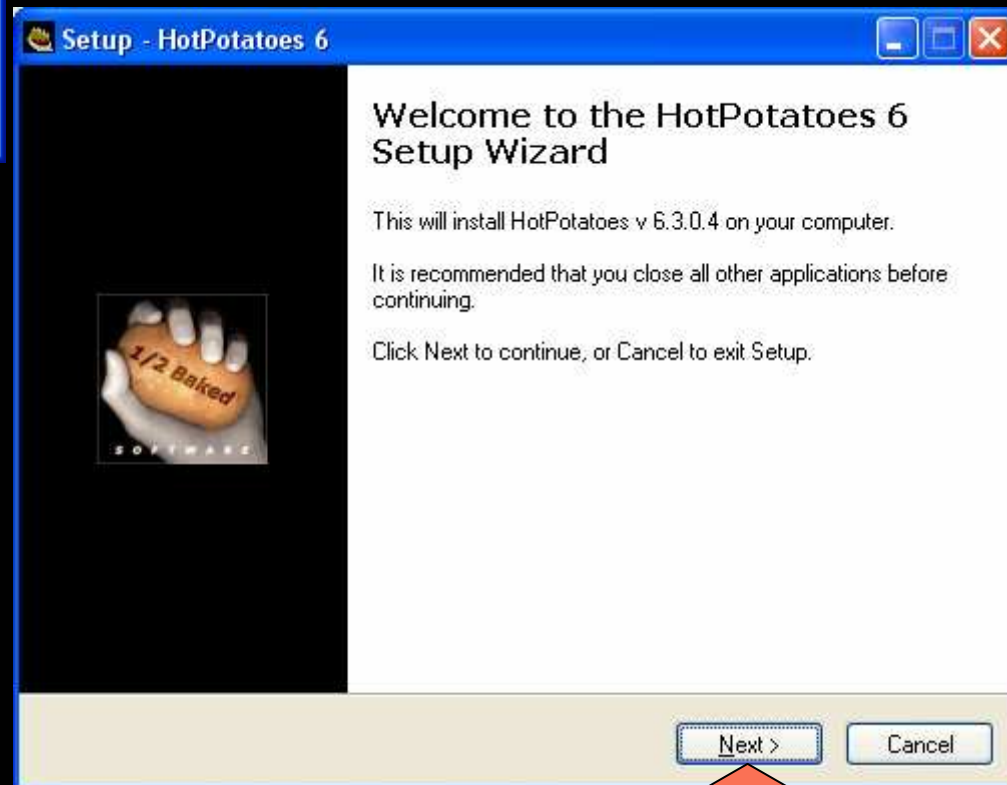 Setup - HotPotatoes 6
Welcome to the HotPotatoes 6
Setup Wizard
This will install HotPotatoes v 6.3.0.4 on your computer.
It is recommended that you close all other applications before
continuing.
Click Next to continue, or Cancel to exit Setup.
1/2 Baked
SOFTWARE
Next >
Cancel